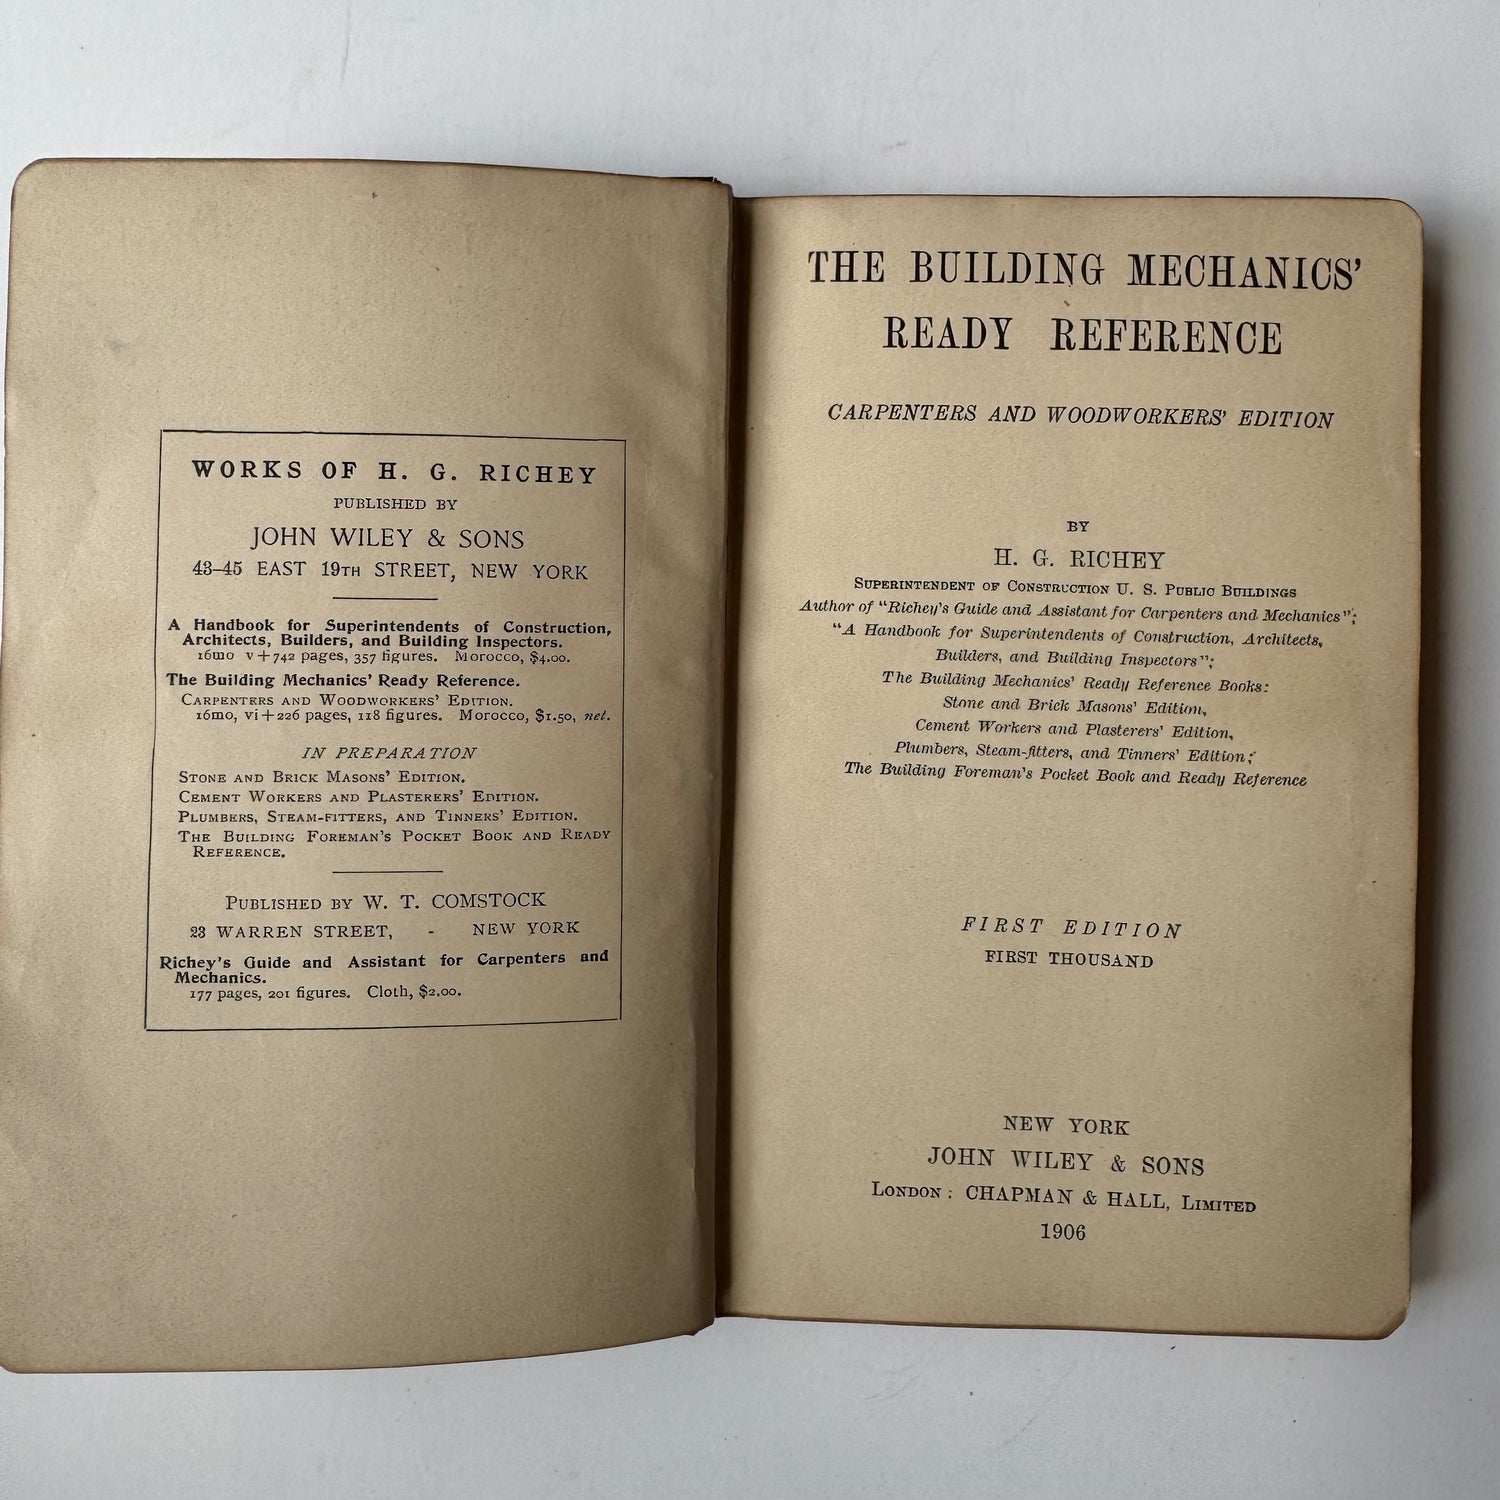 WORKS OF H. G. RICHEY
PUBLISHED BY
JOHN WILEY & SONS
43–45 EAST 19TH STREET, NEW YORK
A Handbook for Superintendents of Construction,
Architects, Builders, and Building Inspectors.
16mo v+742 pages, 357 figures. Morocco, $4.00.
The Building Mechanics' Ready Reference.
CARPENTERS AND WOODWORKERS' EDITION.
16mo, vi+226 pages, 118 figures. Morocco, $1.50, net.
IN PREPARATION
STONE AND BRICK MASONS' EDITION.
CEMENT WORKERS AND PLASTERERS' EDITION.
PLUMBERS, STEAM-FITTERS, AND TINNERS' EDITION.
THE BUILDING FOREMAN'S POCKET BOOK AND READY
REFERENCE.
PUBLISHED BY W. T. COMSTOCK
23 WARREN STREET, - NEW YORK
Richey's Guide and Assistant for Carpenters and
Mechanics.
177 pages, 201 figures. Cloth, $2.00.
THE BUILDING MECHANICS'
READY REFERENCE
CARPENTERS AND WOODWORKERS' EDITION
BY
H. G. RICHEY
SUPERINTENDENT OF CONSTRUCTION U. S. PUBLIC BUILDINGS
Author of "Richey's Guide and Assistant for Carpenters and Mechanics";
"A Handbook for Superintendents of Construction, Architects,
Builders, and Building Inspectors";
The Building Mechanics' Ready Reference Books:
Stone and Brick Masons' Edition,
Cement Workers and Plasterers' Edition,
Plumbers, Steam-fitters, and Tinners' Edition;
The Building Foreman's Pocket Book and Ready Reference
FIRST EDITION
FIRST THOUSAND
NEW YORK
JOHN WILEY & SONS
LONDON: CHAPMAN & HALL, LIMITED
1906